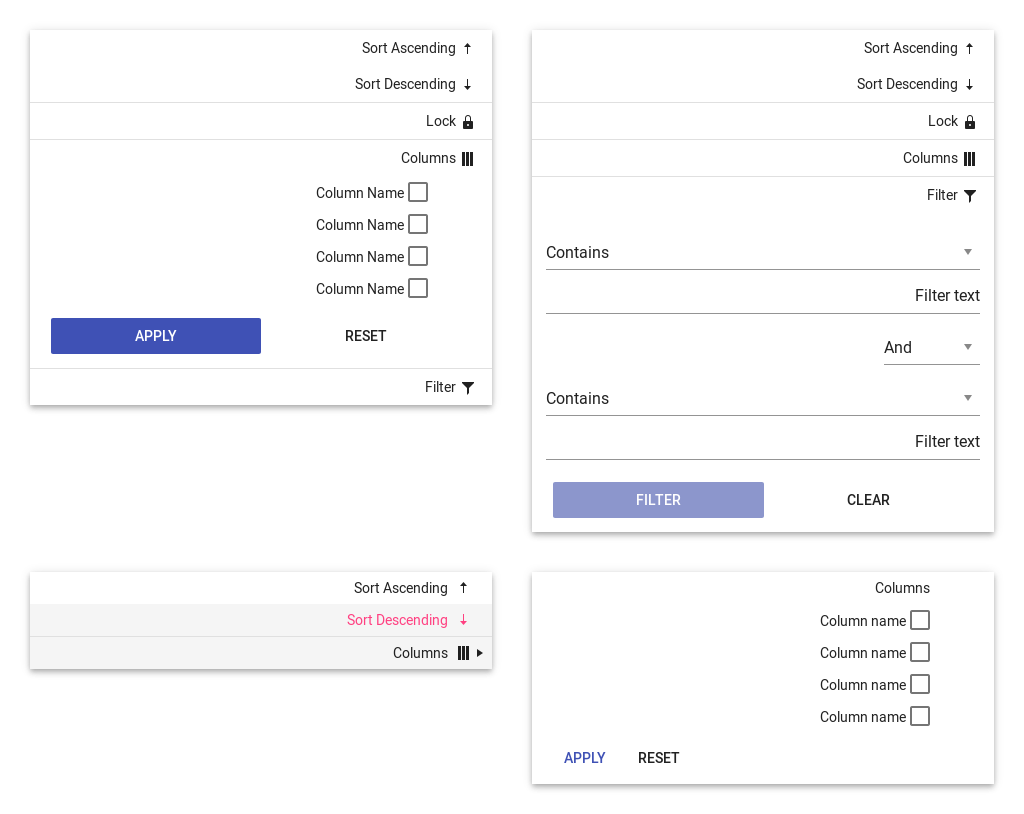 Sort Ascending
Sort Descending
Lock
Columns
Column Name
Column Name
Column Name
Column Name
APPLY RESET
Filter
Sort Ascending
Sort Descending
Lock
Columns
Filter
Contains
Filter text
And
Contains
Filter text
FILTER CLEAR
Sort Ascending
Sort Descending
Columns
Columns
Column name
Column name
Column name
Column name
APPLY RESET